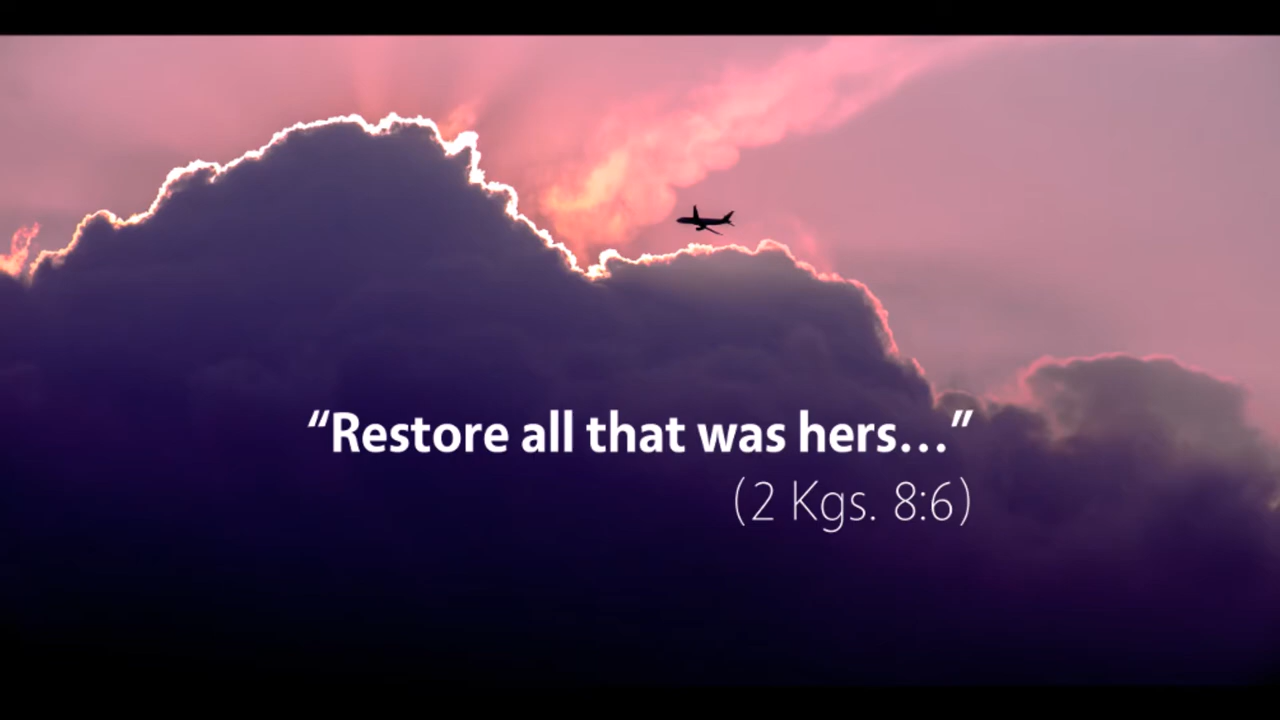 “Restore all that was hers…”
(2 Kgs. 8:6)